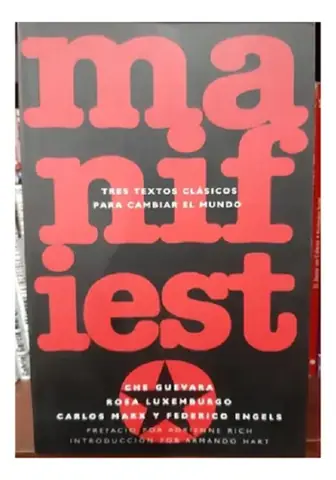 ma
TRES TEXTOS CLÁSICOS
nif
PARA CAMBIAR EL MUNDO
iest
CHE GUEVARA
ROSA LUXEMBURGO
CARLOS MARX Y FEDERICO ENGELS
PREFACIO POR ADRIENNE RICH
INTRODUCCIÓN POR ARMANDO HART